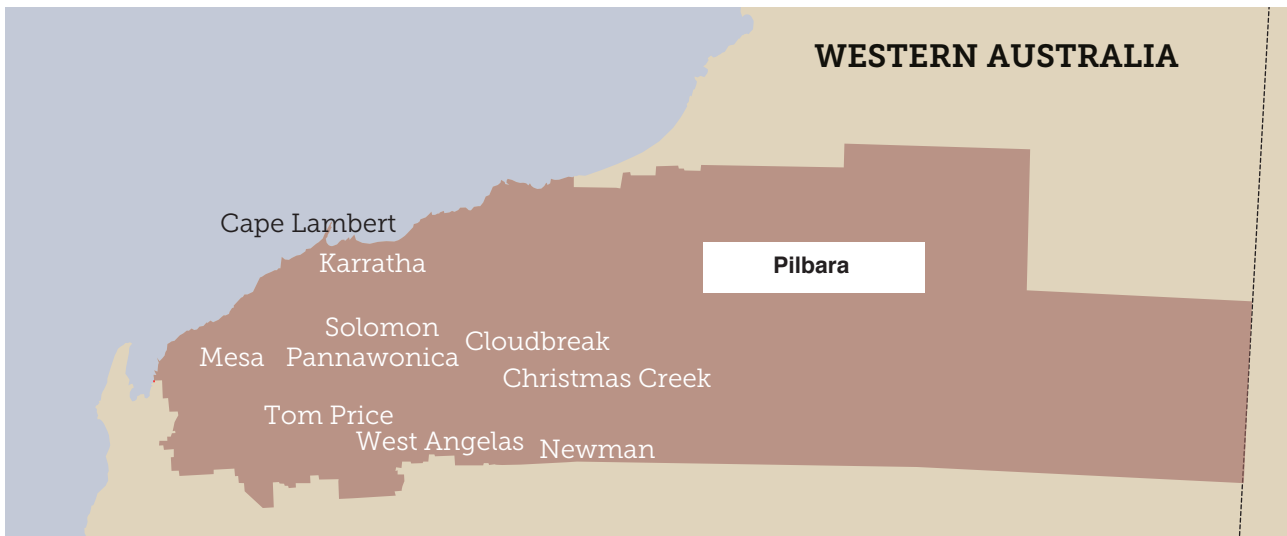 WESTERN AUSTRALIA
Cape Lambert
Karratha
Pilbara
Solomon
Cloudbreak
Mesa
Pannawonica
Christmas Creek
Tom Price
West Angelas
Newman